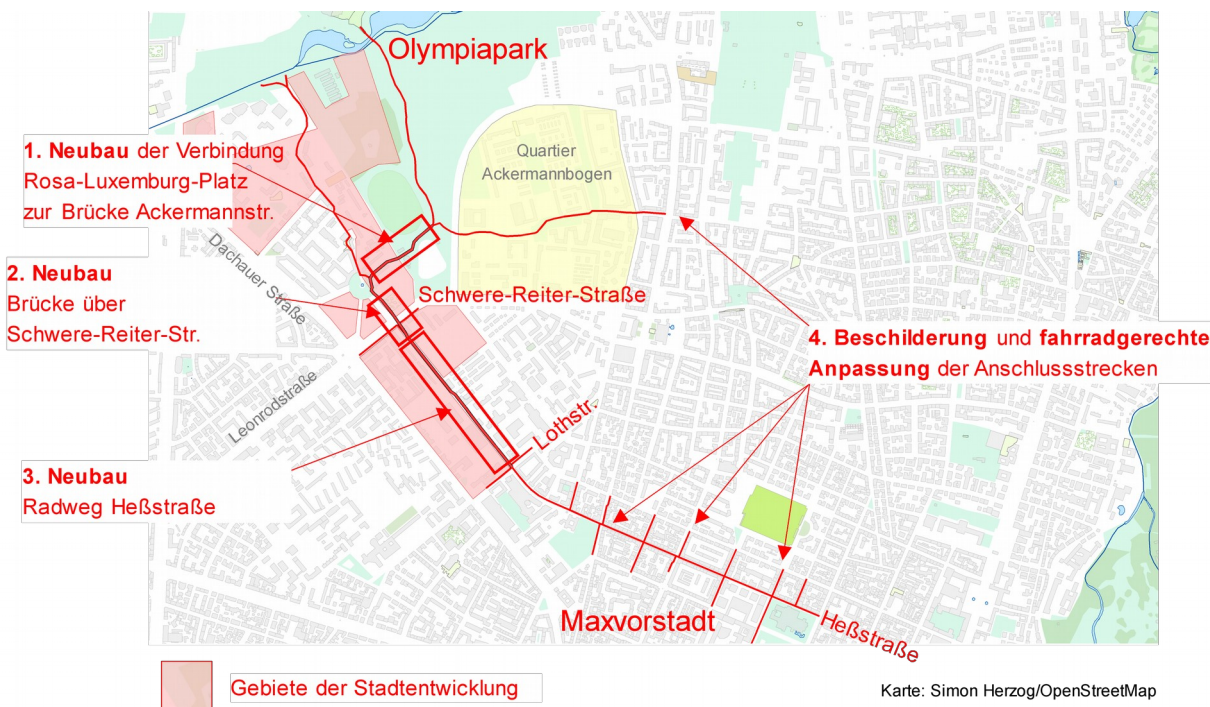 Olympiapark
1. Neubau der Verbindung
Rosa-Luxemburg-Platz
zur Brücke Ackermannstr.
Quartier
Ackermannbogen
Dachauer Straße
2. Neubau
Brücke über
Schwere-Reiter-Str.
Schwere-Reiter-Straße
4. Beschilderung und fahrradgerechte
Anpassung der Anschlussstrecken
Leonrodstraße
Lothstr.
3. Neubau
Radweg Heßstraße
Maxvorstadt
Heßstraße
Gebiete der Stadtentwicklung
Karte: Simon Herzog/OpenStreetMap